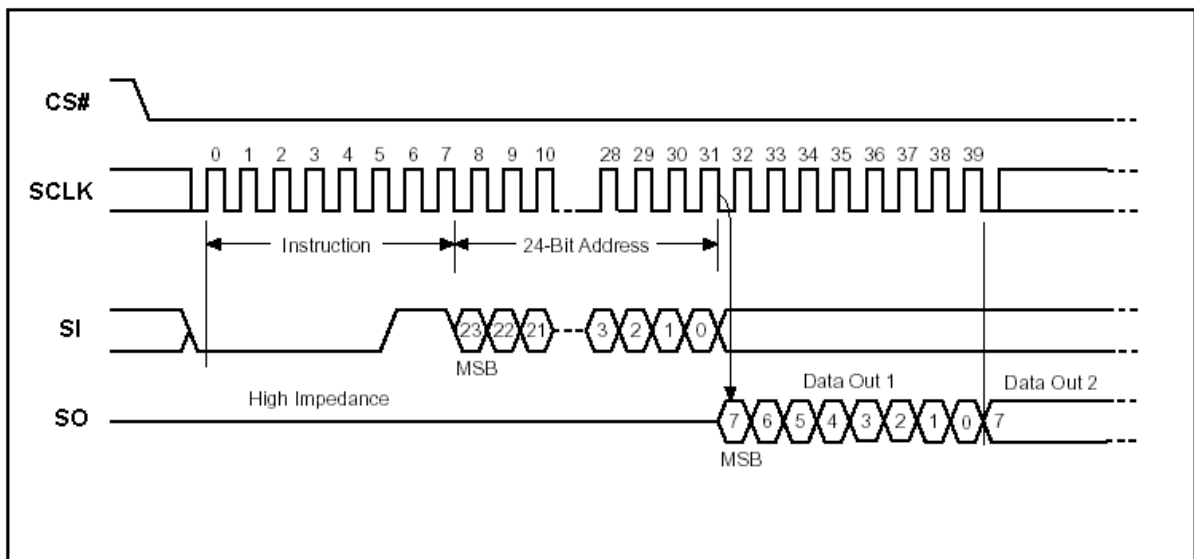 CS#
0 1 2 3 4 5 6 7 8 9 10 28 29 30 31 32 33 34 35 36 37 38 39
SCLK
Instruction 24-Bit Address
SI 23 22 21 3 2 1 0
MSB
Data Out 1 Data Out 2
High Impedance
SO 7 6 5 4 3 2 1 0 7
MSB